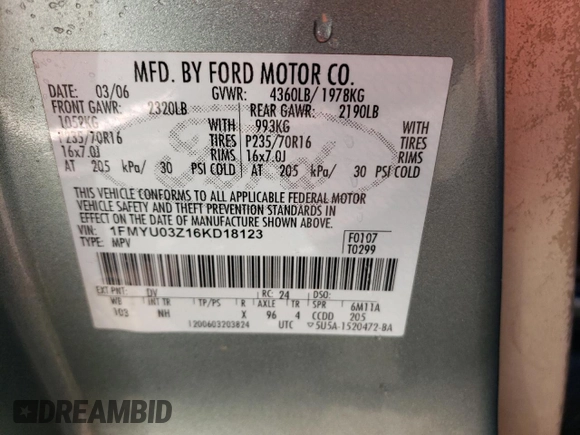 MFD. BY FORD MOTOR CO.
DATE: 03/06 GVWR: 4360LB/ 1978KG
FRONT GAWR: 2320LB REAR GAWR: 2190LB
1052KG WITH 993KG WITH
P235/70R16 TIRES P235/70R16 TIRES
16x7.0J RIMS 16x7.0J RIMS
AT 205 kPa/ 30 PSI COLD AT 205 kPa/ 30 PSI COLD
THIS VEHICLE CONFORMS TO ALL APPLICABLE FEDERAL MOTOR
VEHICLE SAFETY AND THEFT PREVENTION STANDARDS IN
EFFECT ON THE DATE OF MANUFACTURE SHOWN ABOVE.
VIN: 1FMYU03Z16KD18123 F0107
TYPE: MPV T0299
EXT PNT: DV RC: 24 DSO:
WB INT TR TP/PS R AXLE TR SPR 6M11A
103 NH X 96 4 CCDD 205
1200603203824 UTC 5U5A-1520472-BA
DREAMBID